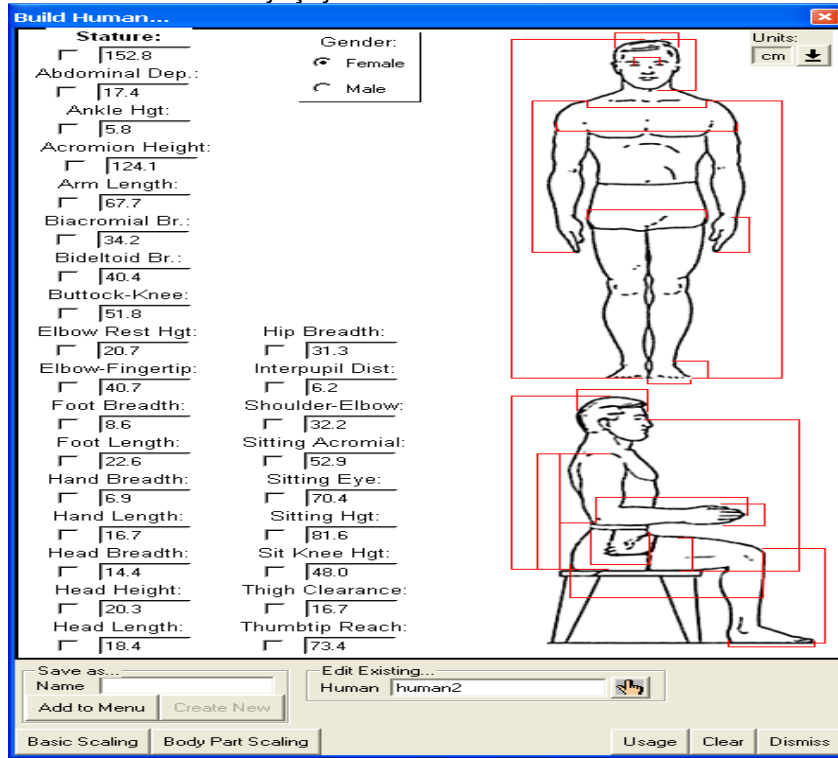 Build Human...
Stature:
152.8
Abdominal Dep.:
17.4
Ankle Hgt:
5.8
Acromion Height:
124.1
Arm Length:
67.7
Biacromial Br.:
34.2
Bideltoid Br.:
40.4
Buttock-Knee:
51.8
Elbow Rest Hgt:
20.7
Elbow-Fingertip:
40.7
Foot Breadth:
8.6
Foot Length:
22.6
Hand Breadth:
6.9
Hand Length:
16.7
Head Breadth:
14.4
Head Height:
20.3
Head Length:
18.4
Gender:
Female
Male
Hip Breadth:
31.3
Interpupil Dist:
6.2
Shoulder-Elbow:
32.2
Sitting Acromial:
52.9
Sitting Eye:
70.4
Sitting Hgt:
81.6
Sit Knee Hgt:
48.0
Thigh Clearance:
16.7
Thumbtip Reach:
73.4
Units:
cm
Save as...
Name
Add to Menu Create New
Edit Existing...
Human human2
Basic Scaling Body Part Scaling Usage Clear Dismiss